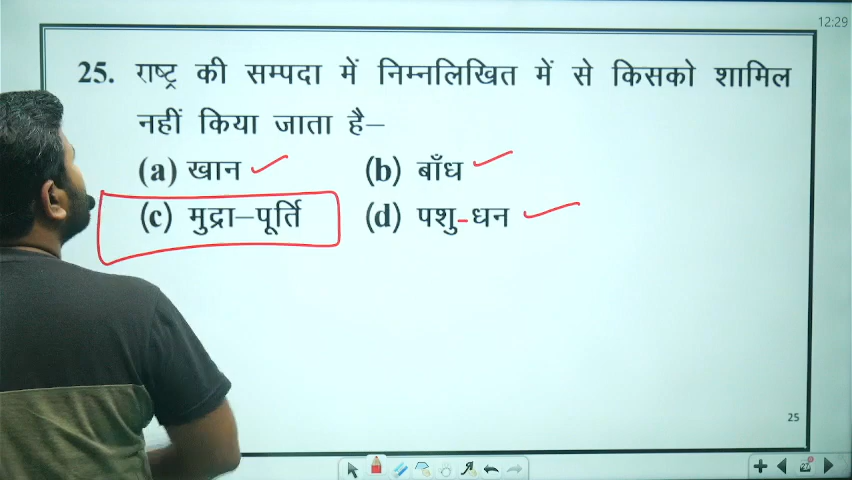 12:29
25. राष्ट्र की सम्पदा में निम्नलिखित में से किसको शामिल
नहीं किया जाता है–
(a) खान (b) बाँध
(c) मुद्रा–पूर्ति (d) पशु-धन
25